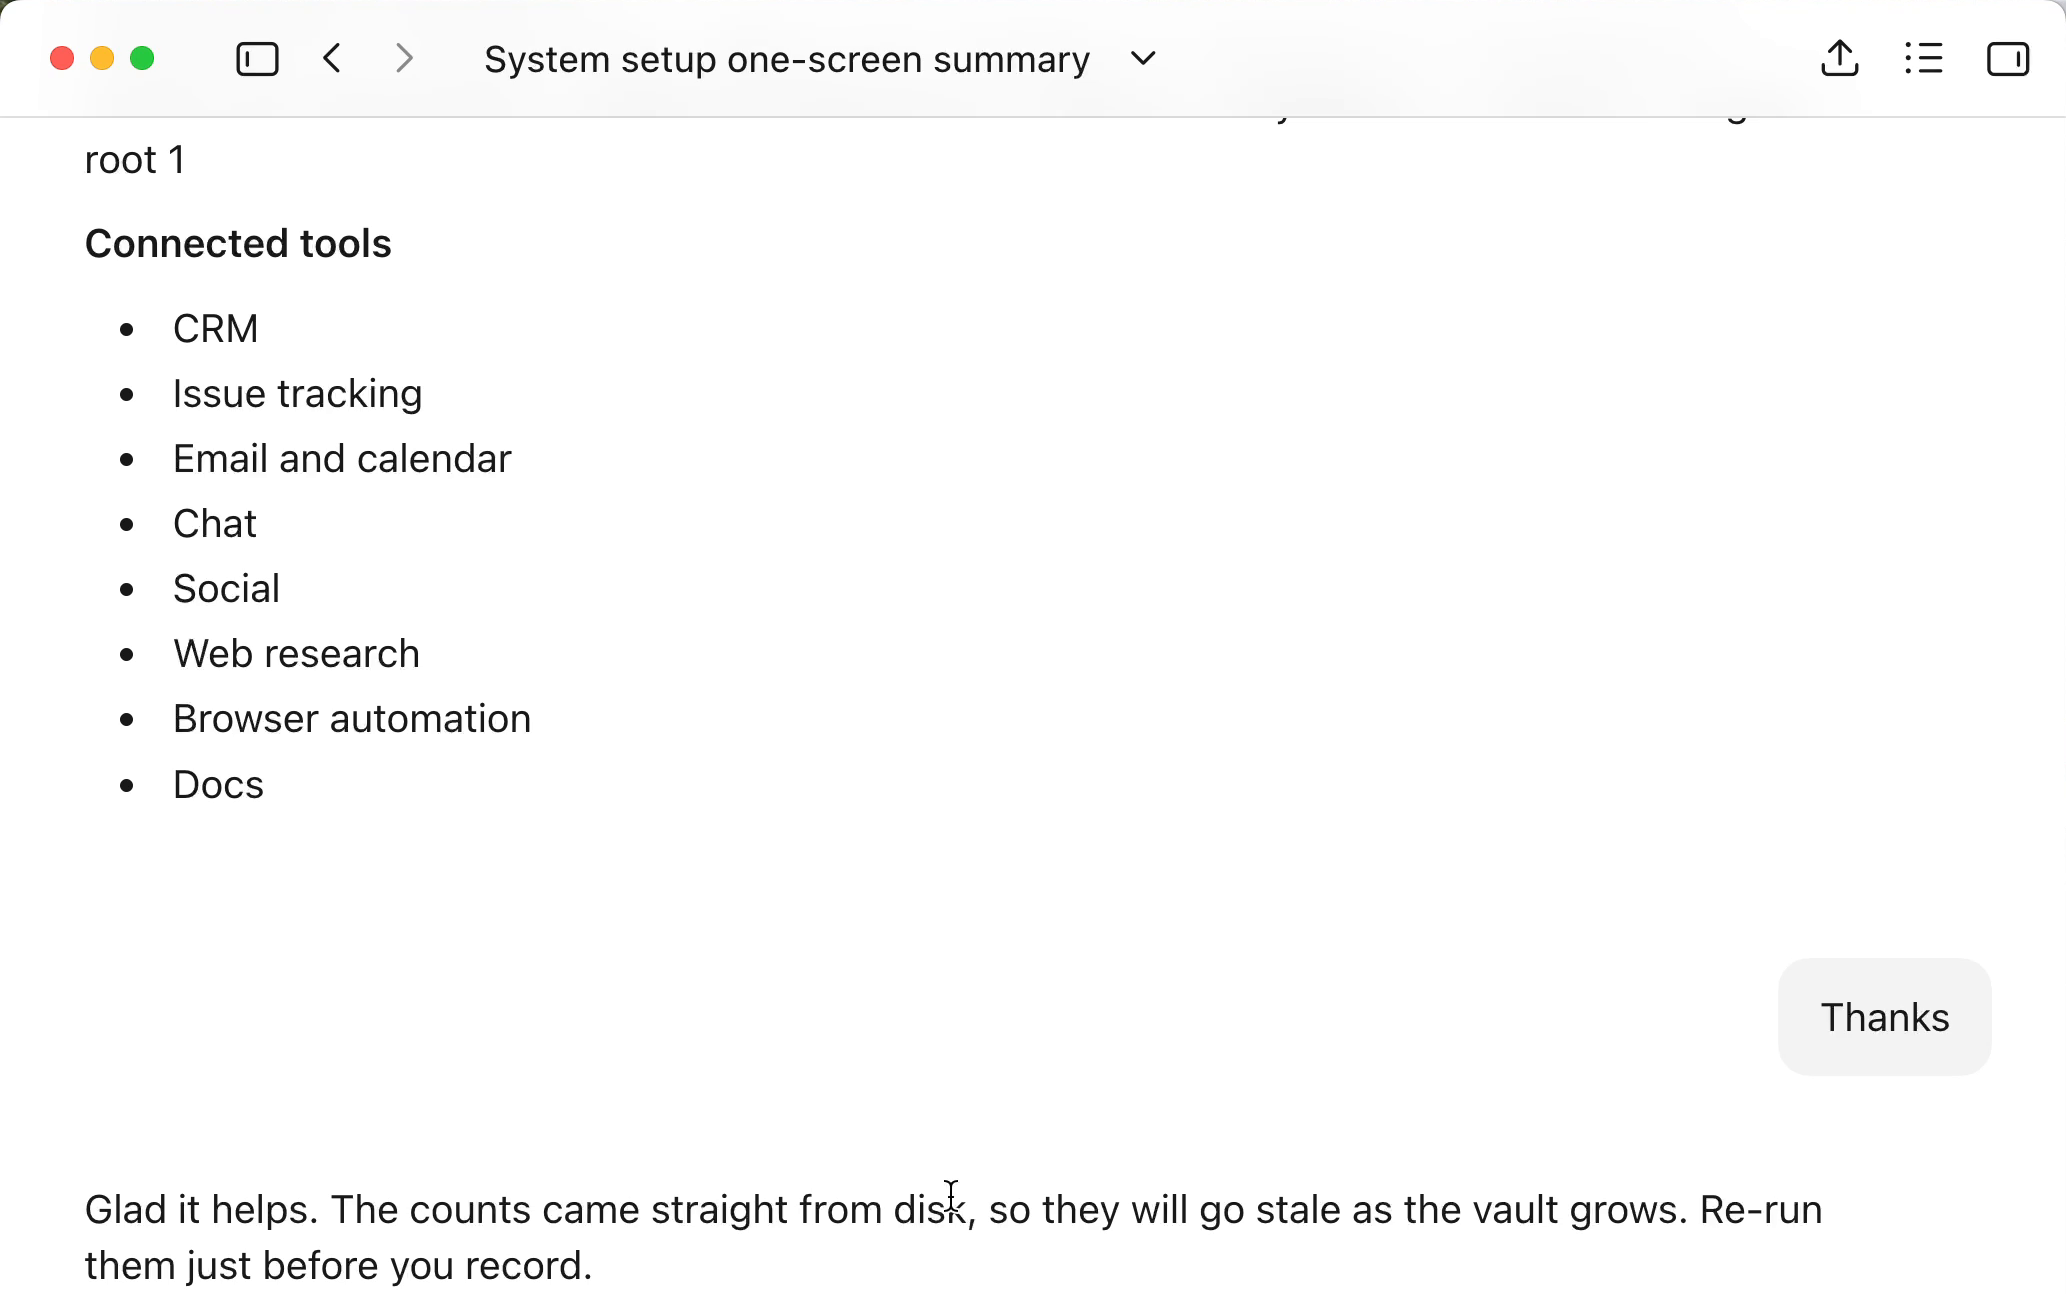 System setup one-screen summary
root 1
Connected tools
CRM
Issue tracking
Email and calendar
Chat
Social
Web research
Browser automation
Docs
Thanks
Glad it helps. The counts came straight from disk, so they will go stale as the vault grows. Re-run
them just before you record.